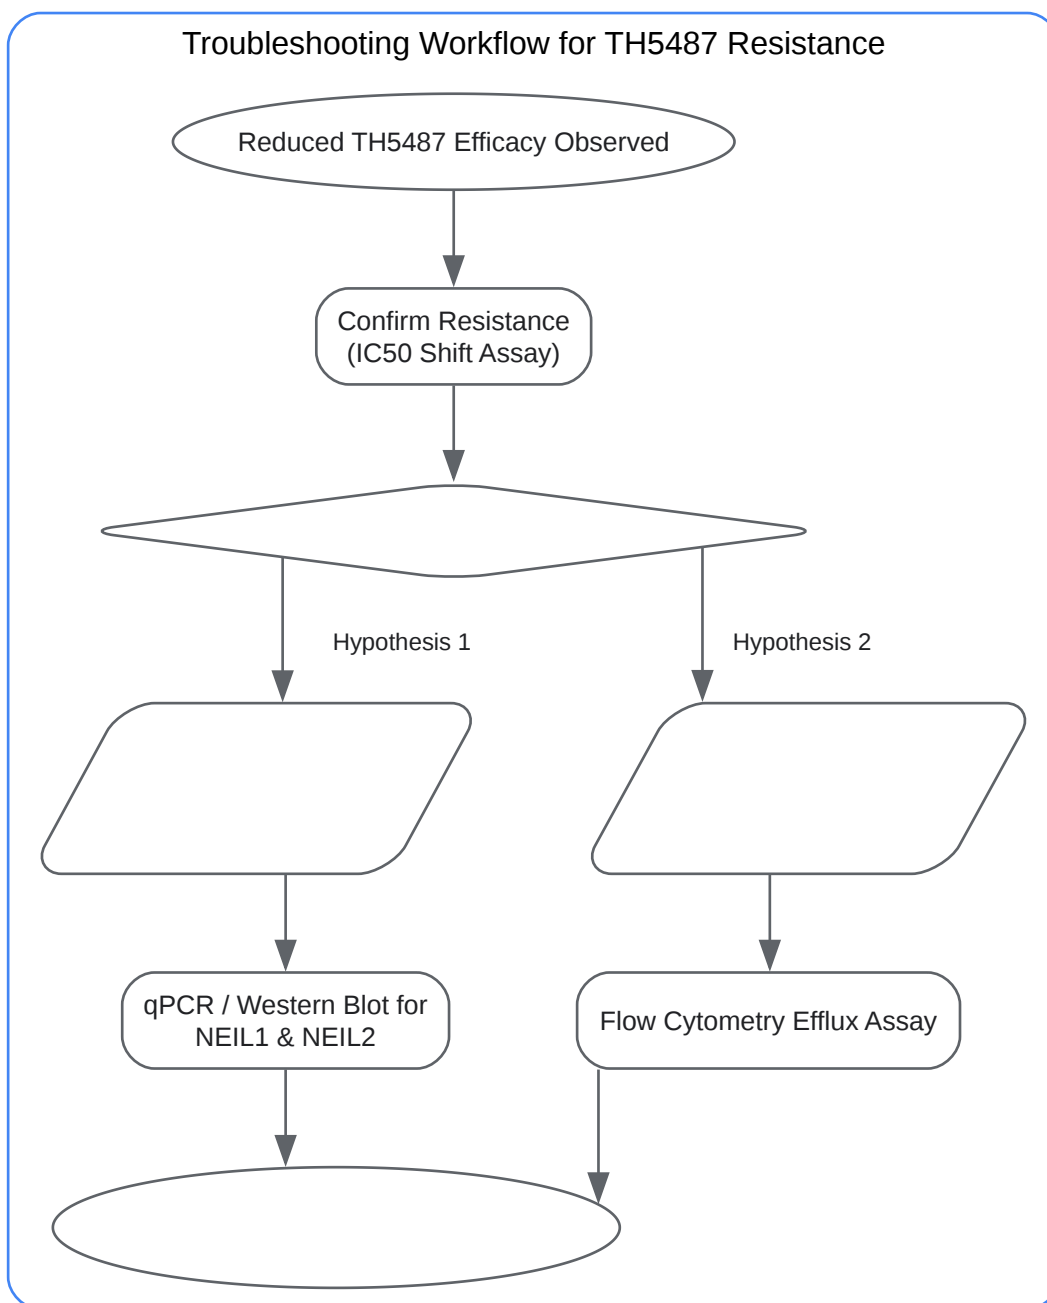 Troubleshooting Workflow for TH5487 Resistance
Reduced TH5487 Efficacy Observed
Confirm Resistance
(IC50 Shift Assay)
Hypothesis 1
Hypothesis 2
qPCR / Western Blot for
NEIL1 & NEIL2
Flow Cytometry Efflux Assay